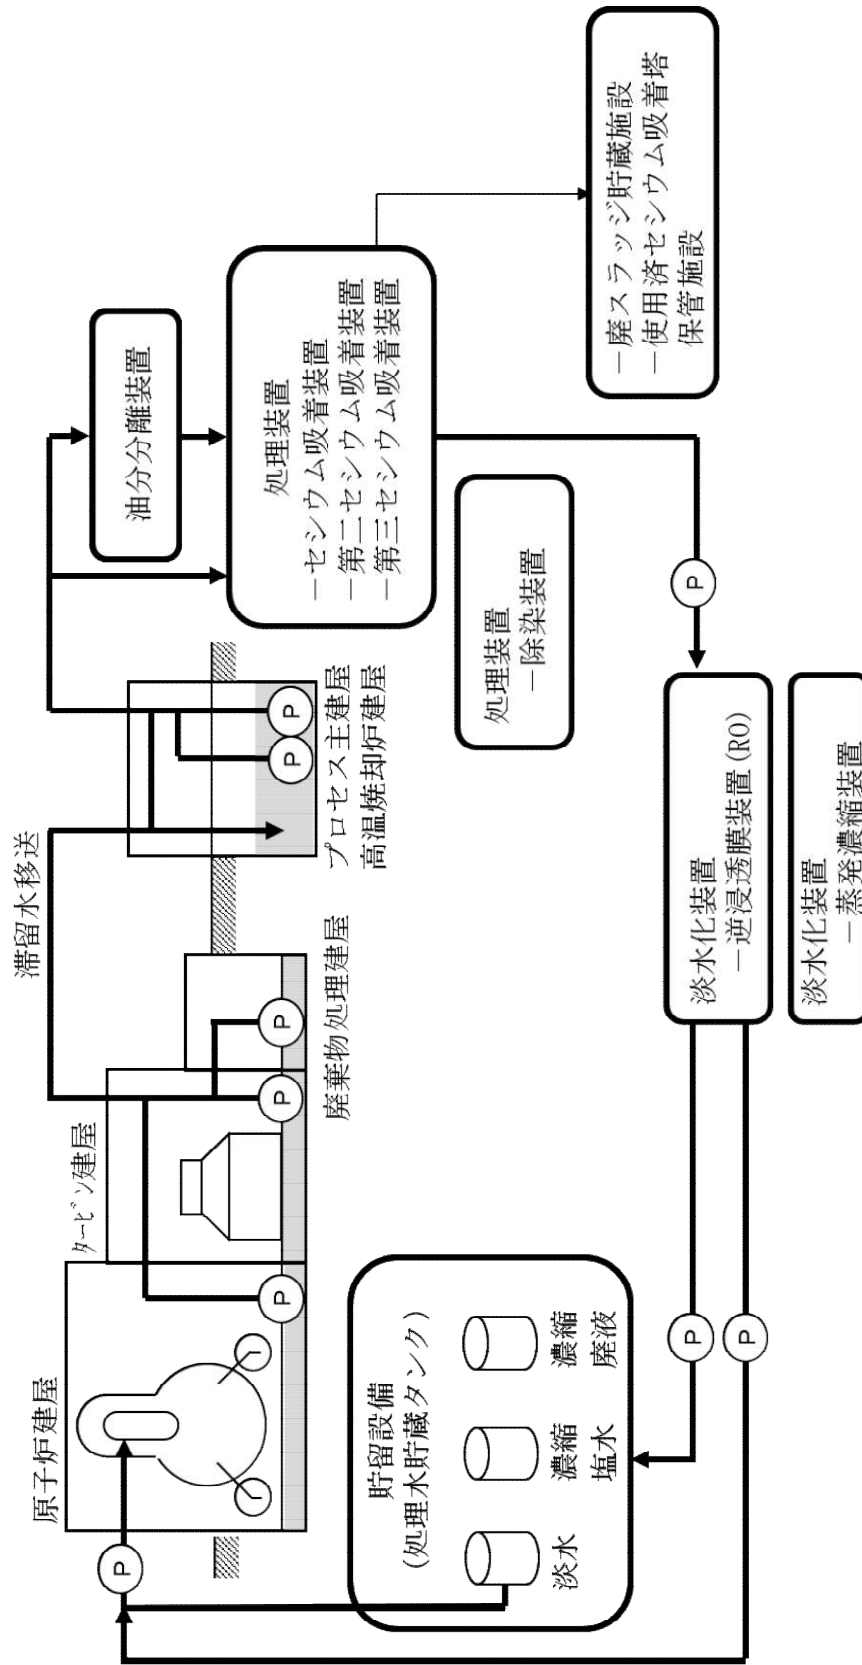 原子炉建屋
タービン建屋
滞留水移送
廃棄物処理建屋
プロセス主建屋
高温焼却炉建屋
油分分離装置
処理装置
－セシウム吸着装置
－第二セシウム吸着装置
－第三セシウム吸着装置
処理装置
－除染装置
－廃スラッジ貯蔵施設
－使用済セシウム吸着塔
保管施設
貯留設備
(処理水貯蔵タンク)
淡水
濃縮
塩水
濃縮
廃液
淡水化装置
－逆浸透膜装置(RO)
淡水化装置
－蒸発濃縮装置
P
P
P
P
P
P
P
P
P